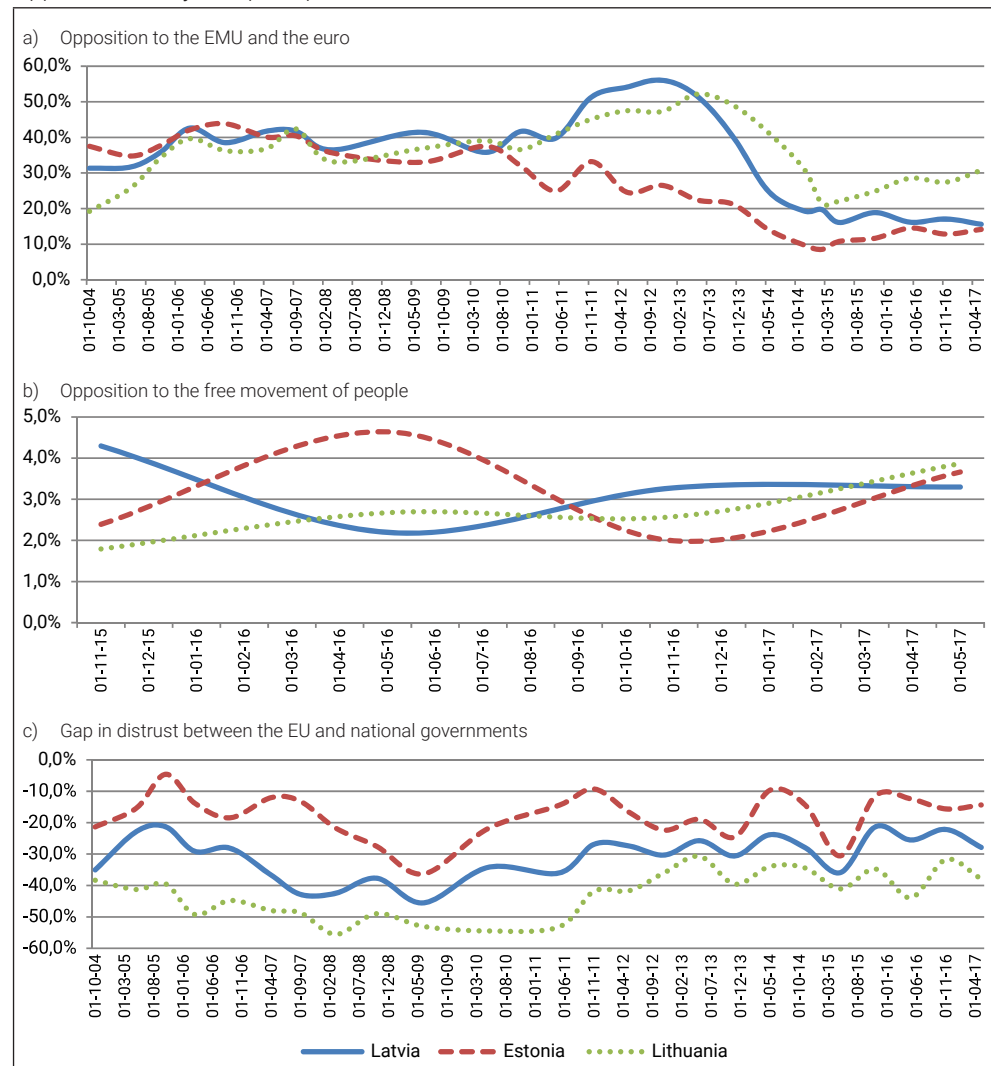 a) Opposition to the EMU and the euro
60,0%
50,0%
40,0%
30,0%
20,0%
10,0%
0,0%
01-10-04 01-03-05 01-08-05 01-01-06 01-06-06 01-11-06 01-04-07 01-09-07 01-02-08 01-07-08 01-12-08 01-05-09 01-10-09 01-03-10 01-08-10 01-01-11 01-06-11 01-11-11 01-04-12 01-09-12 01-02-13 01-07-13 01-12-13 01-05-14 01-10-14 01-03-15 01-08-15 01-01-16 01-06-16 01-11-16 01-04-17
b) Opposition to the free movement of people
5,0%
4,0%
3,0%
2,0%
1,0%
0,0%
01-11-15 01-12-15 01-01-16 01-02-16 01-03-16 01-04-16 01-05-16 01-06-16 01-07-16 01-08-16 01-09-16 01-10-16 01-11-16 01-12-16 01-01-17 01-02-17 01-03-17 01-04-17 01-05-17
c) Gap in distrust between the EU and national governments
0,0%
-10,0%
-20,0%
-30,0%
-40,0%
-50,0%
-60,0%
01-10-04 01-03-05 01-08-05 01-01-06 01-06-06 01-11-06 01-04-07 01-09-07 01-02-08 01-07-08 01-12-08 01-05-09 01-10-09 01-03-10 01-08-10 01-01-11 01-06-11 01-11-11 01-04-12 01-09-12 01-02-13 01-07-13 01-12-13 01-05-14 01-10-14 01-03-15 01-08-15 01-01-16 01-06-16 01-11-16 01-04-17
Latvia Estonia Lithuania